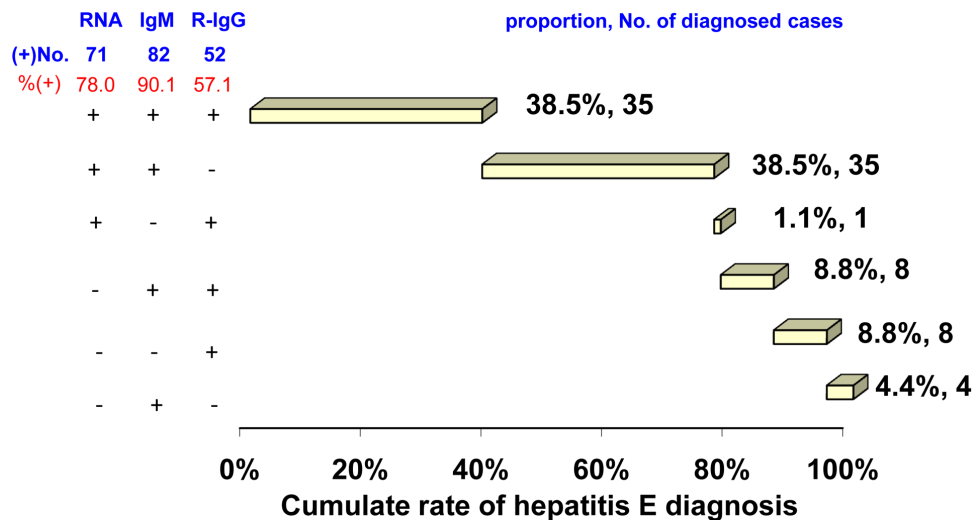 RNA IgM R-IgG proportion, No. of diagnosed cases
(+)No. 71 82 52
%(+) 78.0 90.1 57.1
+ + + 38.5%, 35
+ + - 38.5%, 35
+ - + 1.1%, 1
- + + 8.8%, 8
- - + 8.8%, 8
- + - 4.4%, 4
0% 20% 40% 60% 80% 100%
Cumulate rate of hepatitis E diagnosis